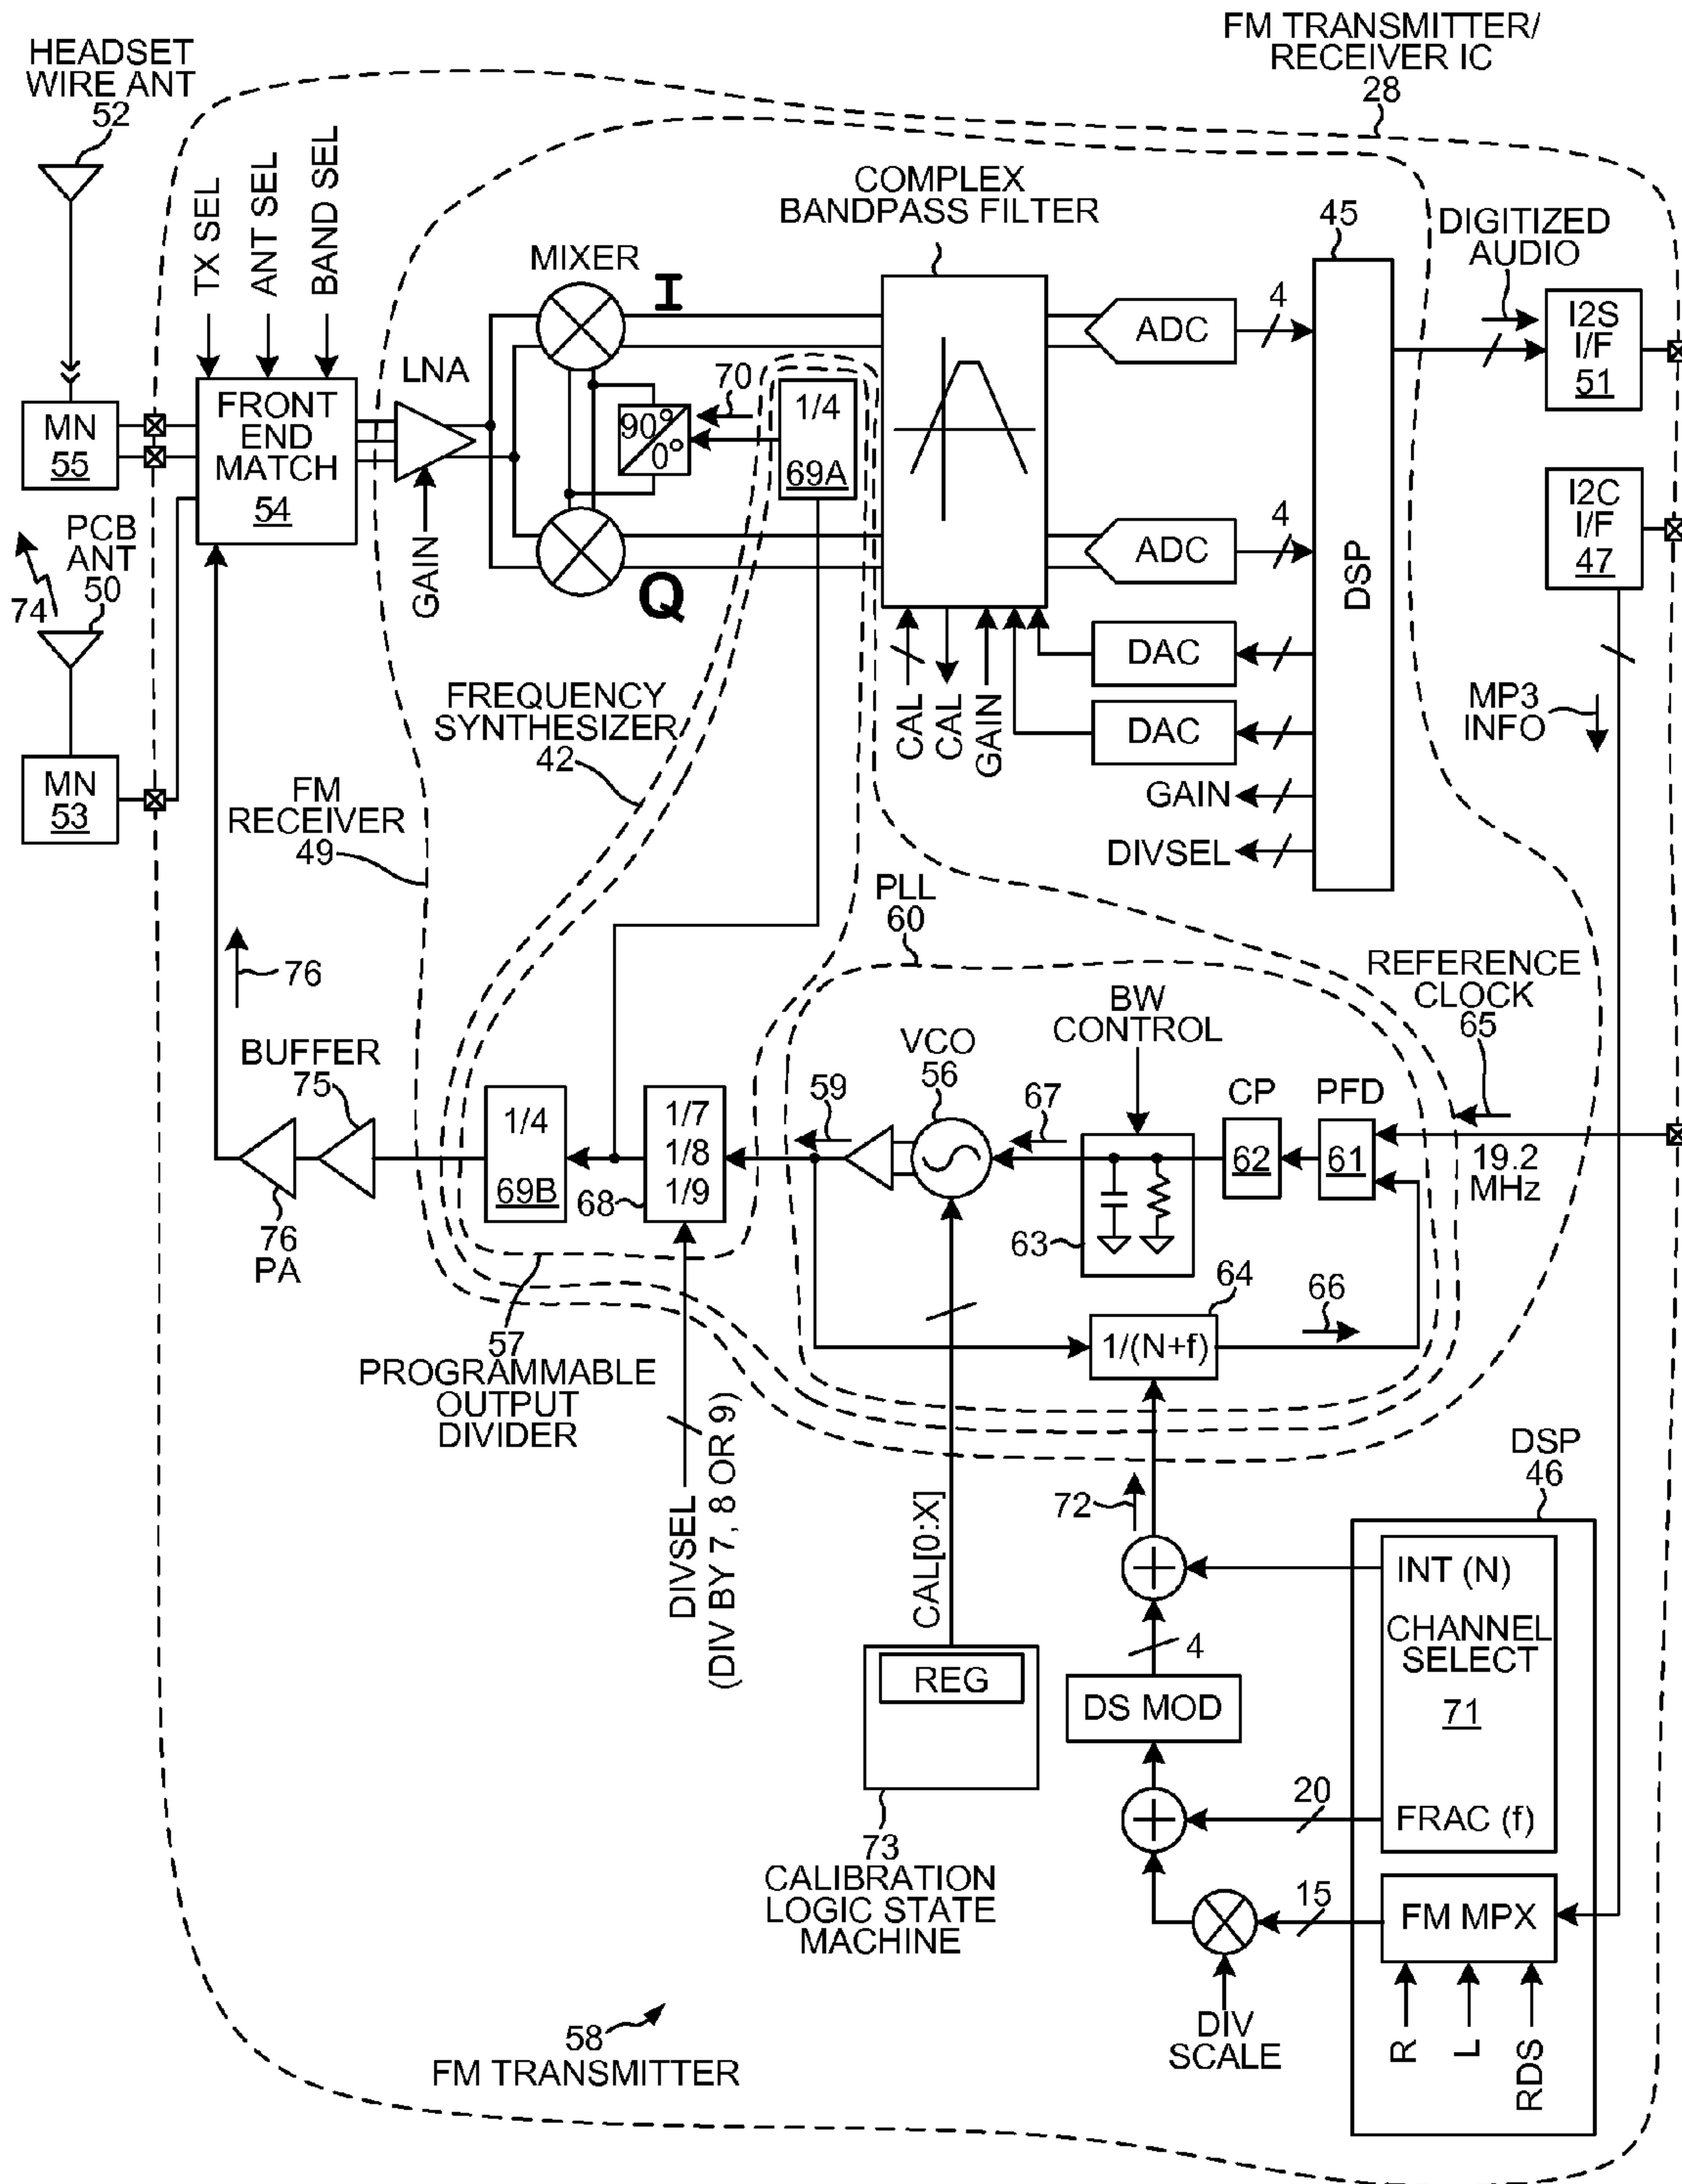 FM TRANSMITTER/
RECEIVER IC
28
HEADSET
WIRE ANT
52
TX SEL
ANT SEL
BAND SEL
COMPLEX
BANDPASS FILTER
45
DIGITIZED
AUDIO
MIXER
I
ADC
4
I2S
I/F
51
LNA
70
1/4
69A
90°
0°
FRONT
END
MATCH
54
MN
55
PCB
ANT
50
74
GAIN
Q
ADC
4
DSP
I2C
I/F
47
DAC
DAC
CAL
CAL
GAIN
GAIN
DIVSEL
MP3
INFO
FREQUENCY
SYNTHESIZER
42
MN
53
FM
RECEIVER
49
PLL
60
76
REFERENCE
CLOCK
65
BW
CONTROL
VCO
56
BUFFER
75
59
67
CP
PFD
1/4
69B
1/7
1/8
1/9
68
62
61
19.2
MHz
76
PA
63
64
66
1/(N+f)
57
PROGRAMMABLE
OUTPUT
DIVIDER
DIVSEL
(DIV BY 7, 8 OR 9)
CAL[0:X]
72
DSP
46
INT (N)
CHANNEL
SELECT
71
4
REG
DS MOD
20
FRAC (f)
73
CALIBRATION
LOGIC STATE
MACHINE
15
FM MPX
DIV
SCALE
R
L
RDS
58
FM TRANSMITTER